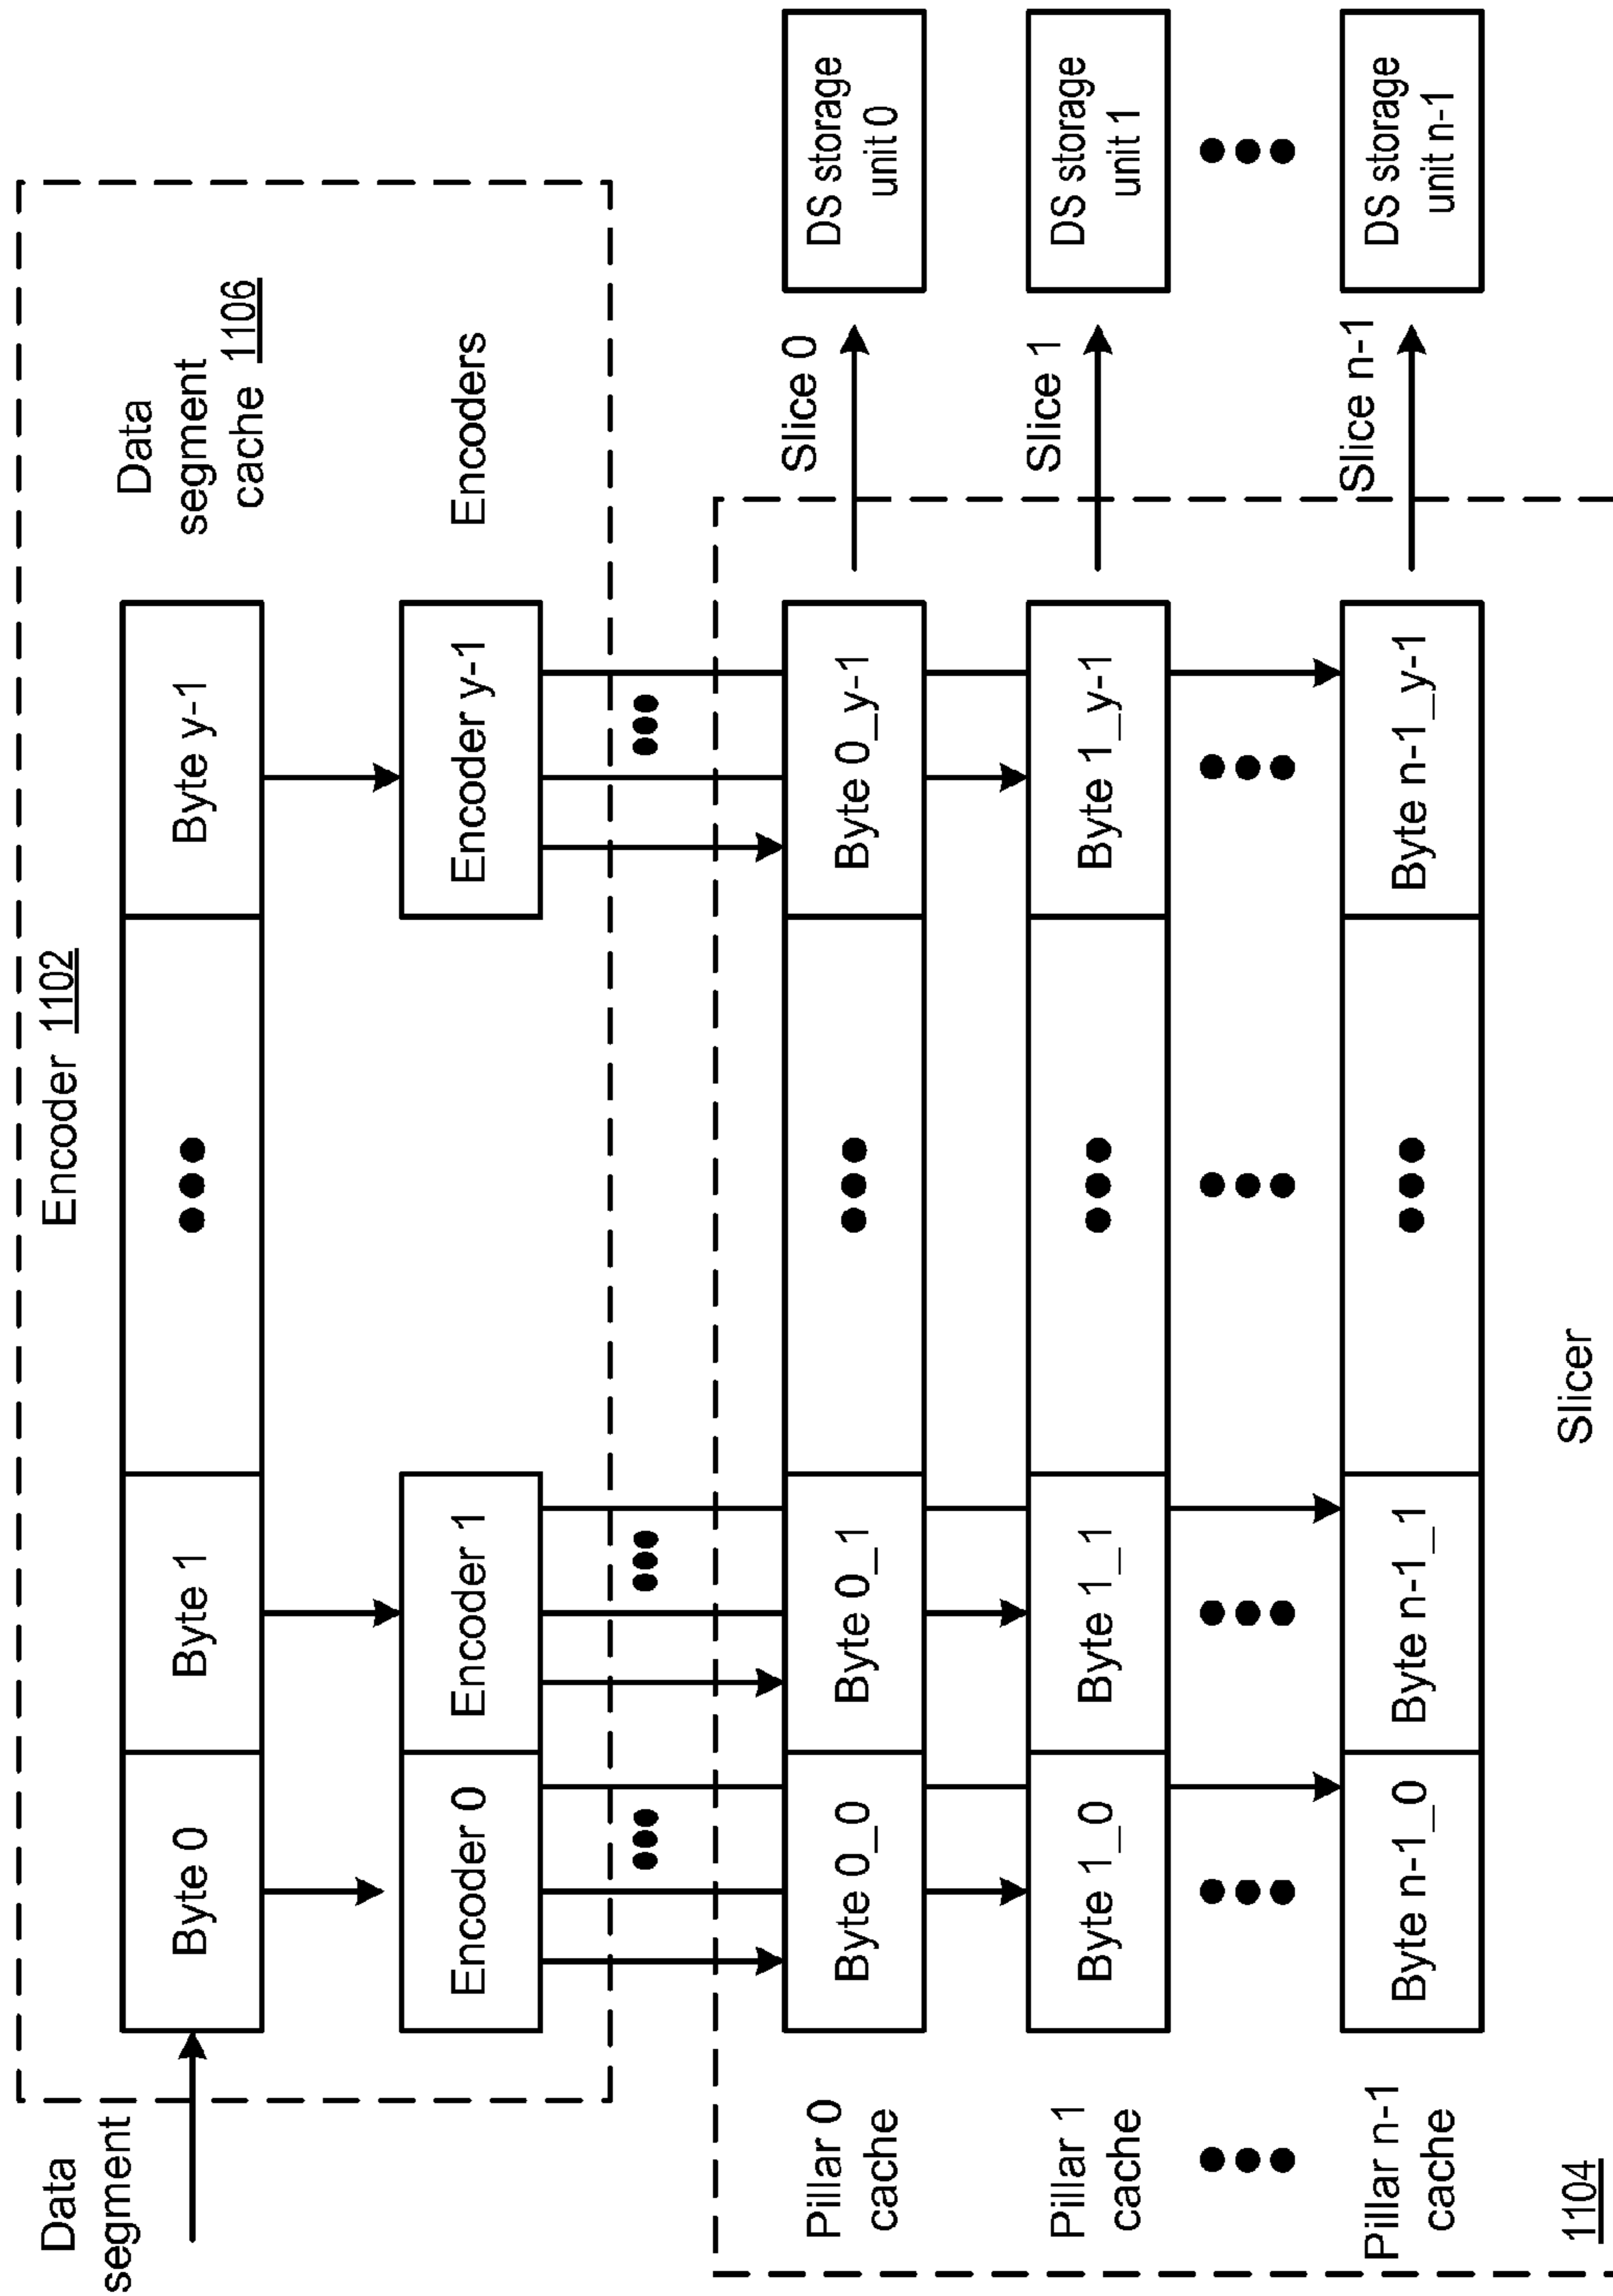 Encoder 1102
Data
segment
Byte 0
Byte 1
Byte y-1
Data
segment
cache 1106
Encoder 0
Encoder 1
Encoder y-1
Encoders
Pillar 0
cache
Byte 0_0
Byte 0_1
Byte 0_y-1
Slice 0
DS storage
unit 0
Pillar 1
cache
Byte 1_0
Byte 1_1
Byte 1_y-1
Slice 1
DS storage
unit 1
Pillar n-1
cache
Byte n-1_0
Byte n-1_1
Byte n-1_y-1
Slice n-1
DS storage
unit n-1
1104
Slicer